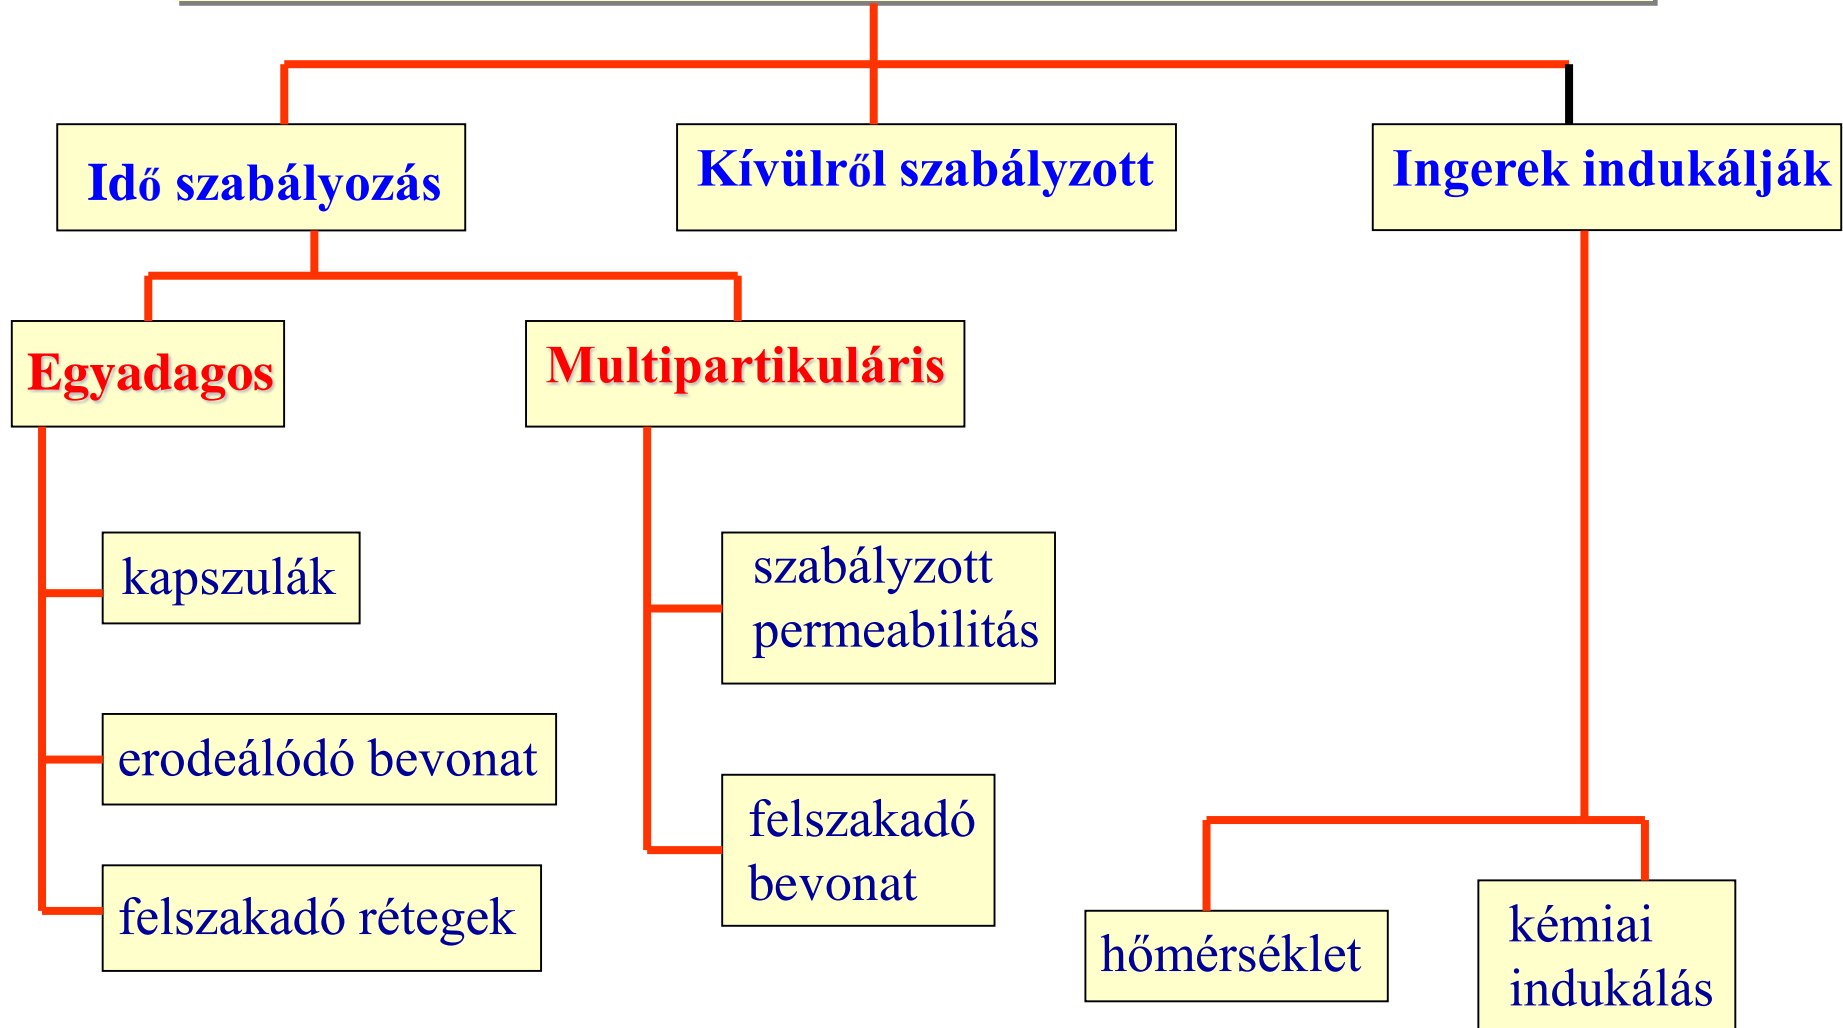 Idő szabályozás
Kívülről szabályzott
Ingerek indukálják
Egyadagos
Multipartikuláris
kapszulák
erodeálódó bevonat
felszakadó rétegek
szabályzott
permeabilitás
felszakadó
bevonat
hőmérséklet
kémiai
indukálás